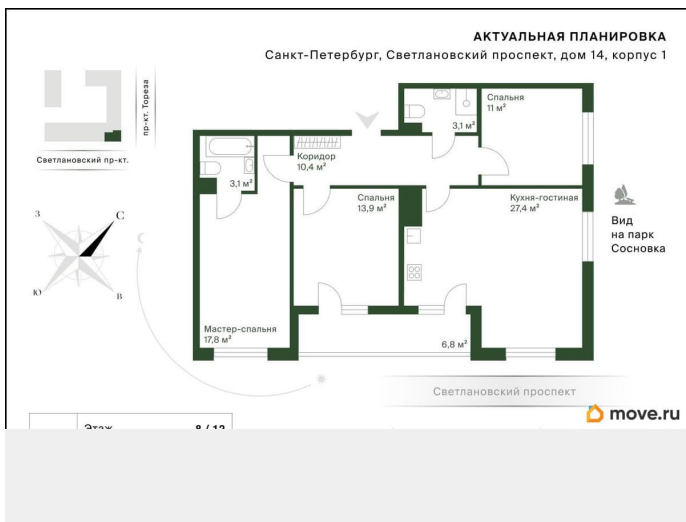 АКТУАЛЬНАЯ ПЛАНИРОВКА
Санкт-Петербург, Светлановский проспект, дом 14, корпус 1
пр-кт. Тореза
Светлановский пр-кт.
3,1 м²
Спальня
11 м²
Коридор
10,4 м²
3,1 м²
Спальня
13,9 м²
Кухня-гостиная
27,4 м²
Вид
на парк
Сосновка
З
С
Ю
В
Мастер-спальня
17,8 м²
6,8 м²
Светлановский проспект
move.ru
Этаж
8 / 12